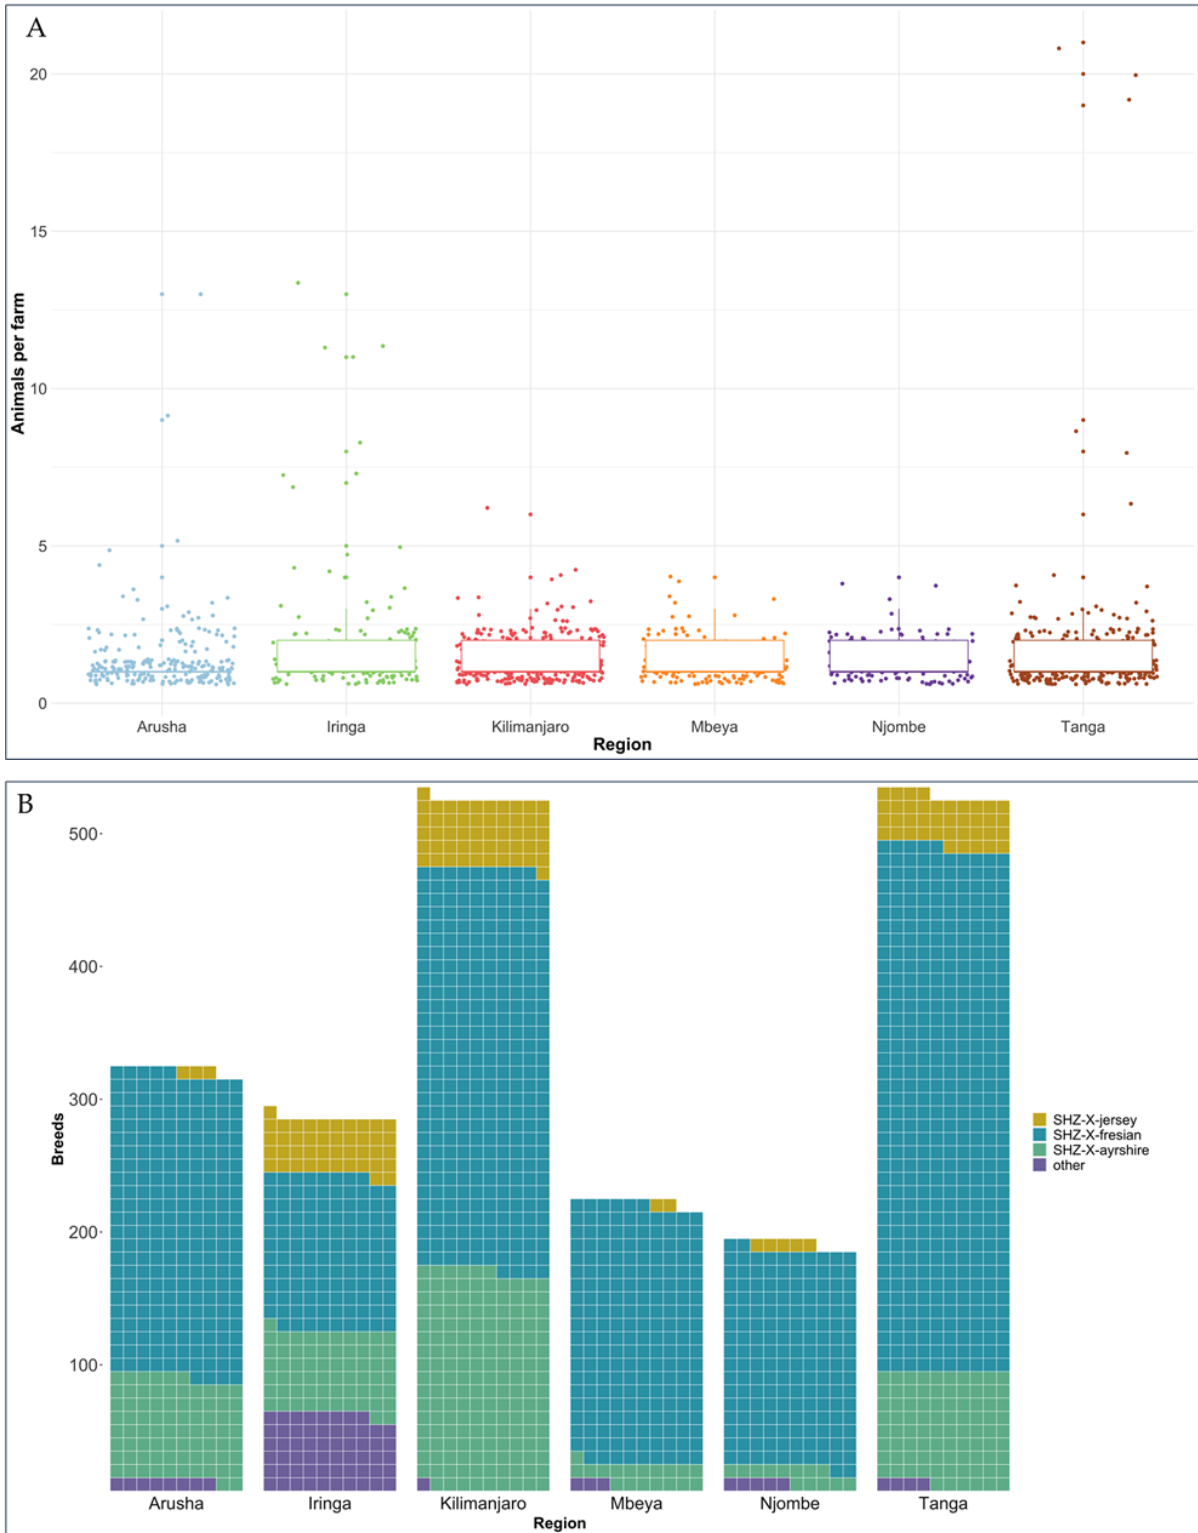 A
Animals per farm
20
15
10
5
0
Arusha Iringa Kilimanjaro Mbeya Njombe Tanga
Region
B
Breeds
500
400
300
200
100
SHZ-X-jersey
SHZ-X-fresian
SHZ-X-ayrshire
other
Arusha Iringa Kilimanjaro Mbeya Njombe Tanga
Region